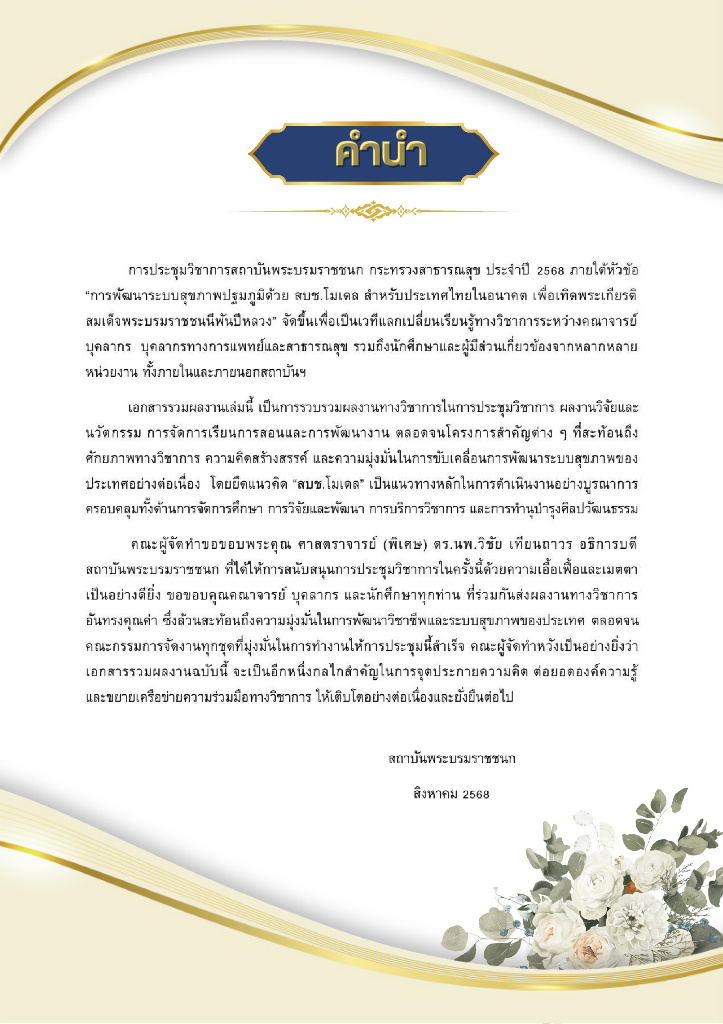 คำนำ
การประชุมวิชาการสถาบันพระบรมราชชนก กระทรวงสาธารณสุข ประจำปี 2568 ภายใต้หัวข้อ
“การพัฒนาระบบสุขภาพปฐมภูมิด้วย สบช.โมเดล สำหรับประเทศไทยในอนาคต เพื่อเทิดพระเกียรติ
สมเด็จพระบรมราชชนนีพันปีหลวง” จัดขึ้นเพื่อเป็นเวทีแลกเปลี่ยนเรียนรู้ทางวิชาการระหว่างคณาจารย์
บุคลากร บุคลากรทางการแพทย์และสาธารณสุข รวมถึงนักศึกษาและผู้มีส่วนเกี่ยวข้องจากหลากหลาย
หน่วยงาน ทั้งภายในและภายนอกสถาบันฯ
เอกสารรวมผลงานเล่มนี้ เป็นการรวบรวมผลงานทางวิชาการในการประชุมวิชาการ ผลงานวิจัยและ
นวัตกรรม การจัดการเรียนการสอนและการพัฒนางาน ตลอดจนโครงการสำคัญต่าง ๆ ที่สะท้อนถึง
ศักยภาพทางวิชาการ ความคิดสร้างสรรค์ และความมุ่งมั่นในการขับเคลื่อนการพัฒนาระบบสุขภาพของ
ประเทศอย่างต่อเนื่อง โดยยึดแนวคิด “สบช.โมเดล” เป็นแนวทางหลักในการดำเนินงานอย่างบูรณาการ
ครอบคลุมทั้งด้านการจัดการศึกษา การวิจัยและพัฒนา การบริการวิชาการ และการทำนุบำรุงศิลปวัฒนธรรม
คณะผู้จัดทำขอขอบพระคุณ ศาสตราจารย์ (พิเศษ) ดร.นพ.วิชัย เทียนถาวร อธิการบดี
สถาบันพระบรมราชชนก ที่ได้ให้การสนับสนุนการประชุมวิชาการในครั้งนี้ด้วยความเอื้อเฟื้อและเมตตา
เป็นอย่างดียิ่ง ขอขอบคุณคณาจารย์ บุคลากร และนักศึกษาทุกท่าน ที่ร่วมกันส่งผลงานทางวิชาการ
อันทรงคุณค่า ซึ่งล้วนสะท้อนถึงความมุ่งมั่นในการพัฒนาวิชาชีพและระบบสุขภาพของประเทศ ตลอดจน
คณะกรรมการจัดงานทุกชุดที่มุ่งมั่นในการทำงานให้การประชุมนี้สำเร็จ คณะผู้จัดทำหวังเป็นอย่างยิ่งว่า
เอกสารรวมผลงานฉบับนี้ จะเป็นอีกหนึ่งกลไกสำคัญในการจุดประกายความคิด ต่อยอดองค์ความรู้
และขยายเครือข่ายความร่วมมือทางวิชาการ ให้เติบโตอย่างต่อเนื่องและยั่งยืนต่อไป
สถาบันพระบรมราชชนก
สิงหาคม 2568